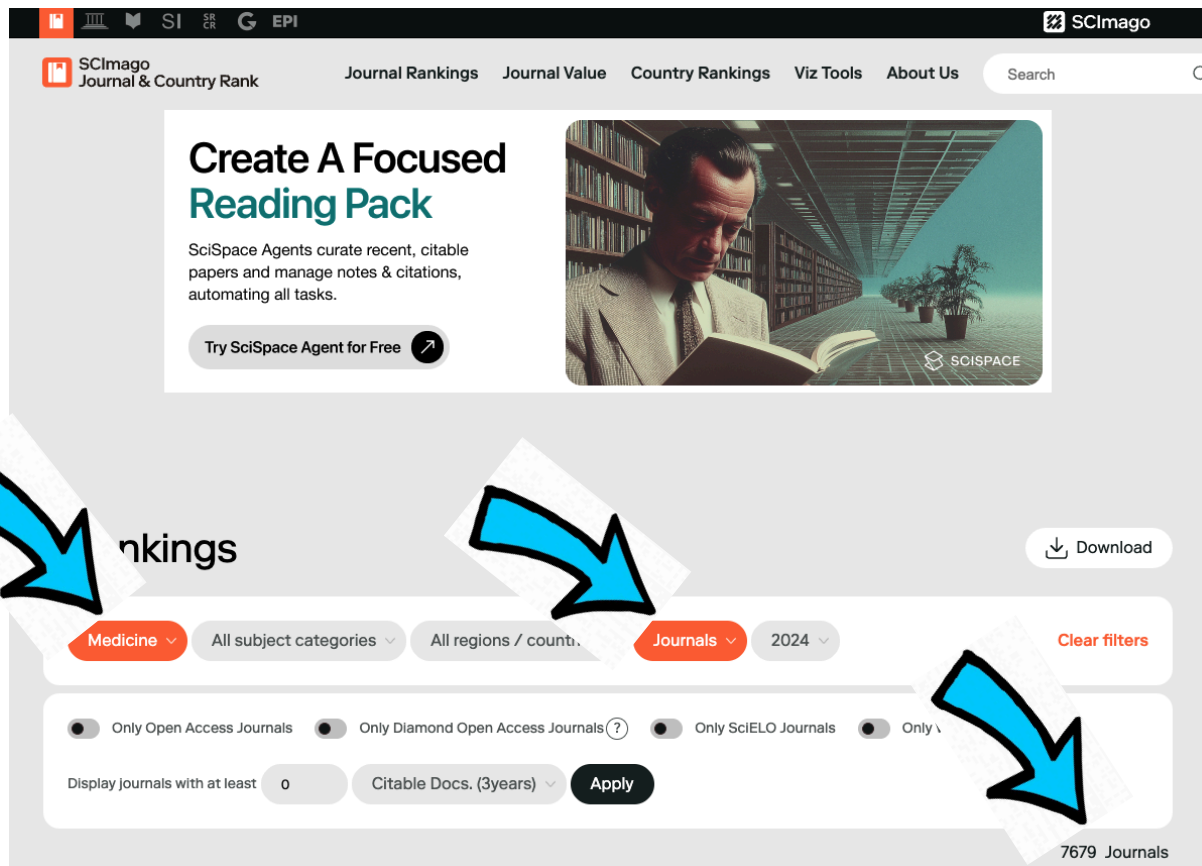 SI SR CR G EPI SCImago
SCImago
Journal & Country Rank
Journal Rankings Journal Value Country Rankings Viz Tools About Us Search
Create A Focused
Reading Pack
SciSpace Agents curate recent, citable
papers and manage notes & citations,
automating all tasks.
Try SciSpace Agent for Free
SCISPACE
nkings
Download
Medicine All subject categories All regions / countr Journals 2024 Clear filters
Only Open Access Journals Only Diamond Open Access Journals ? Only SciELO Journals Only
Display journals with at least 0 Citable Docs. (3years) Apply
7679 Journals